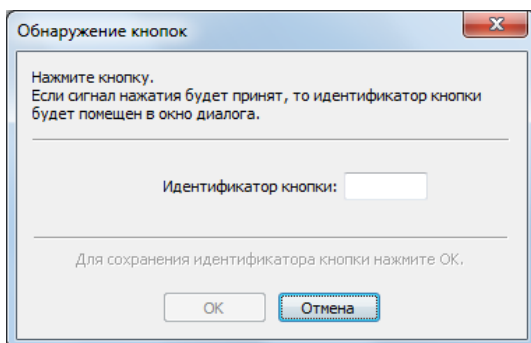 Обнаружение кнопок
Нажмите кнопку.
Если сигнал нажатия будет принят, то идентификатор кнопки
будет помещен в окно диалога.
Идентификатор кнопки:
Для сохранения идентификатора кнопки нажмите ОК.
ОК
Отмена